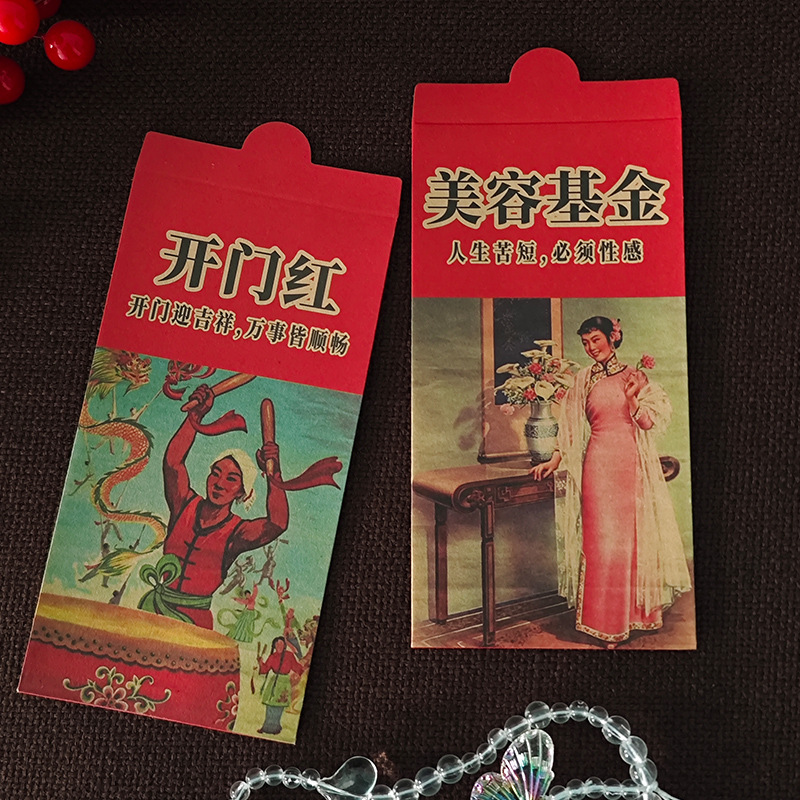 开门红
开门迎吉祥,万事皆顺畅
美容基金
人生苦短,必须性感